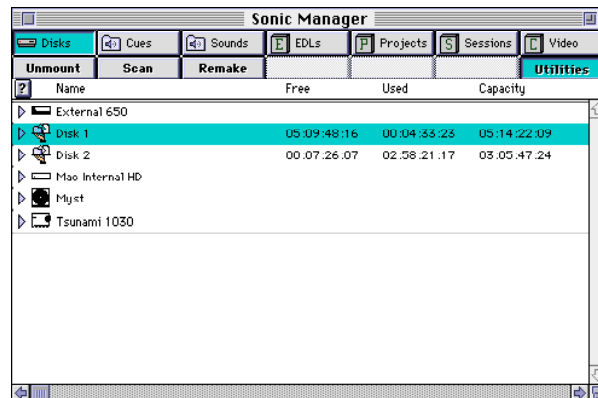 Sonic Manager
Disks Cues Sounds E EDLs P Projects S Sessions C Video
Unmount Scan Remake Utilities
? Name Free Used Capacity
External 650
Disk 1 05:09:48:16 00:04:33:23 05:14:22:09
Disk 2 00.07:26.07 02:58.21:17 03.05.47:24
Mac Internal HD
Myst
Tsunami 1030